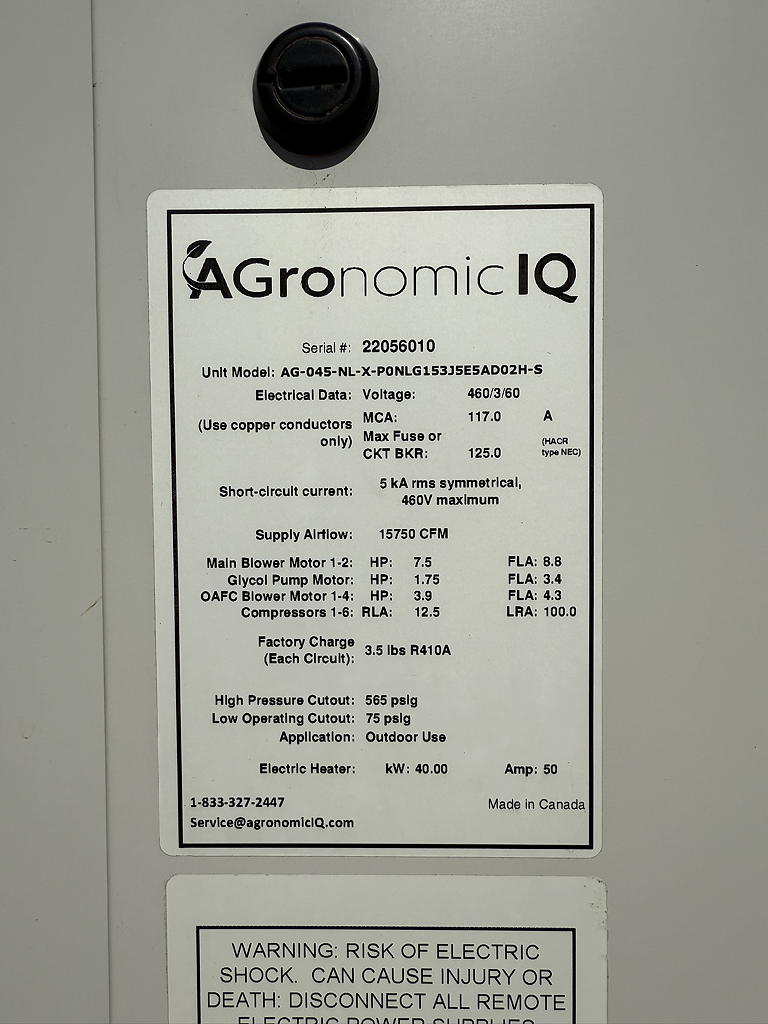 AGronomic IQ
Serial #: 22056010
Unit Model: AG-045-NL-X-P0NLG153J5E5AD02H-S
Electrical Data: Voltage: 460/3/60
(Use copper conductors only)
MCA: 117.0 A
Max Fuse or
CKT BKR: 125.0 (HACR type NEC)
Short-circuit current: 5 kA rms symmetrical,
460V maximum
Supply Airflow: 15750 CFM
Main Blower Motor 1-2: HP: 7.5 FLA: 8.8
Glycol Pump Motor: HP: 1.75 FLA: 3.4
OAFC Blower Motor 1-4: HP: 3.9 FLA: 4.3
Compressors 1-6: RLA: 12.5 LRA: 100.0
Factory Charge
(Each Circuit): 3.5 lbs R410A
High Pressure Cutout: 565 psig
Low Operating Cutout: 75 psig
Application: Outdoor Use
Electric Heater: kW: 40.00 Amp: 50
1-833-327-2447 Made in Canada
Service@agronomicIQ.com
WARNING: RISK OF ELECTRIC
SHOCK. CAN CAUSE INJURY OR
DEATH: DISCONNECT ALL REMOTE
ELECTRIC POWER SUPPLIES